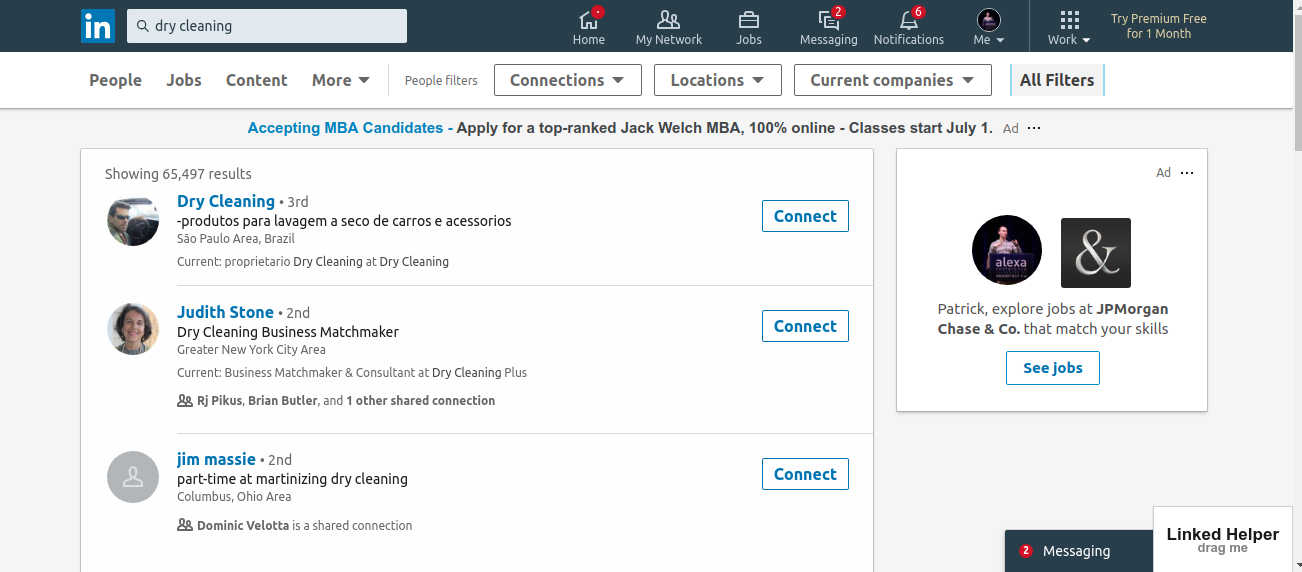 in
dry cleaning
Home
My Network
Jobs
2
Messaging
6
Notifications
Me
Work
Try Premium Free
for 1 Month
People
Jobs
Content
More
People filters
Connections
Locations
Current companies
All Filters
Accepting MBA Candidates - Apply for a top-ranked Jack Welch MBA, 100% online - Classes start July 1. Ad ...
Showing 65,497 results
Dry Cleaning • 3rd
-produtos para lavagem a seco de carros e acessorios
São Paulo Area, Brazil
Current: proprietario Dry Cleaning at Dry Cleaning
Connect
Judith Stone • 2nd
Dry Cleaning Business Matchmaker
Greater New York City Area
Current: Business Matchmaker & Consultant at Dry Cleaning Plus
Rj Pikus, Brian Butler, and 1 other shared connection
Connect
jim massie • 2nd
part-time at martinizing dry cleaning
Columbus, Ohio Area
Dominic Velotta is a shared connection
Connect
Ad ...
alexa
conference
&
Patrick, explore jobs at JPMorgan
Chase & Co. that match your skills
See jobs
2 Messaging
Linked Helper
drag me